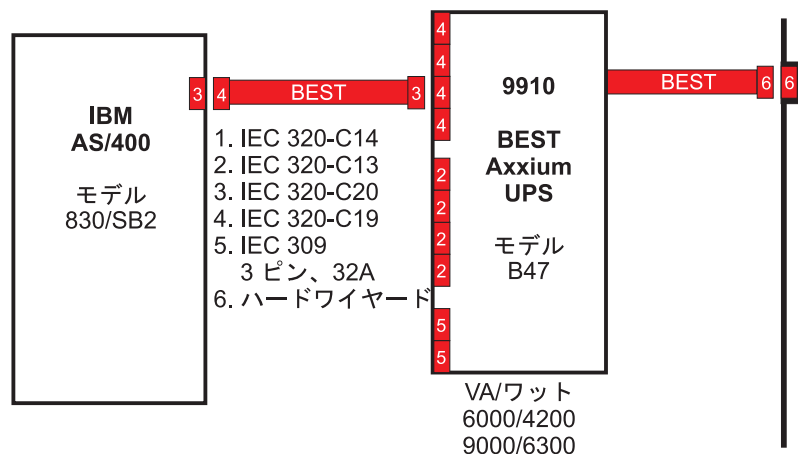 IBM
AS/400
モデル
830/SB2
3
4
BEST
3
1. IEC 320-C14
2. IEC 320-C13
3. IEC 320-C20
4. IEC 320-C19
5. IEC 309
3 ピン、32A
6. ハードワイヤード
4
4
4
4
2
2
2
2
5
5
9910
BEST
Axxium
UPS
モデル
B47
VA/ワット
6000/4200
9000/6300
BEST
6
6